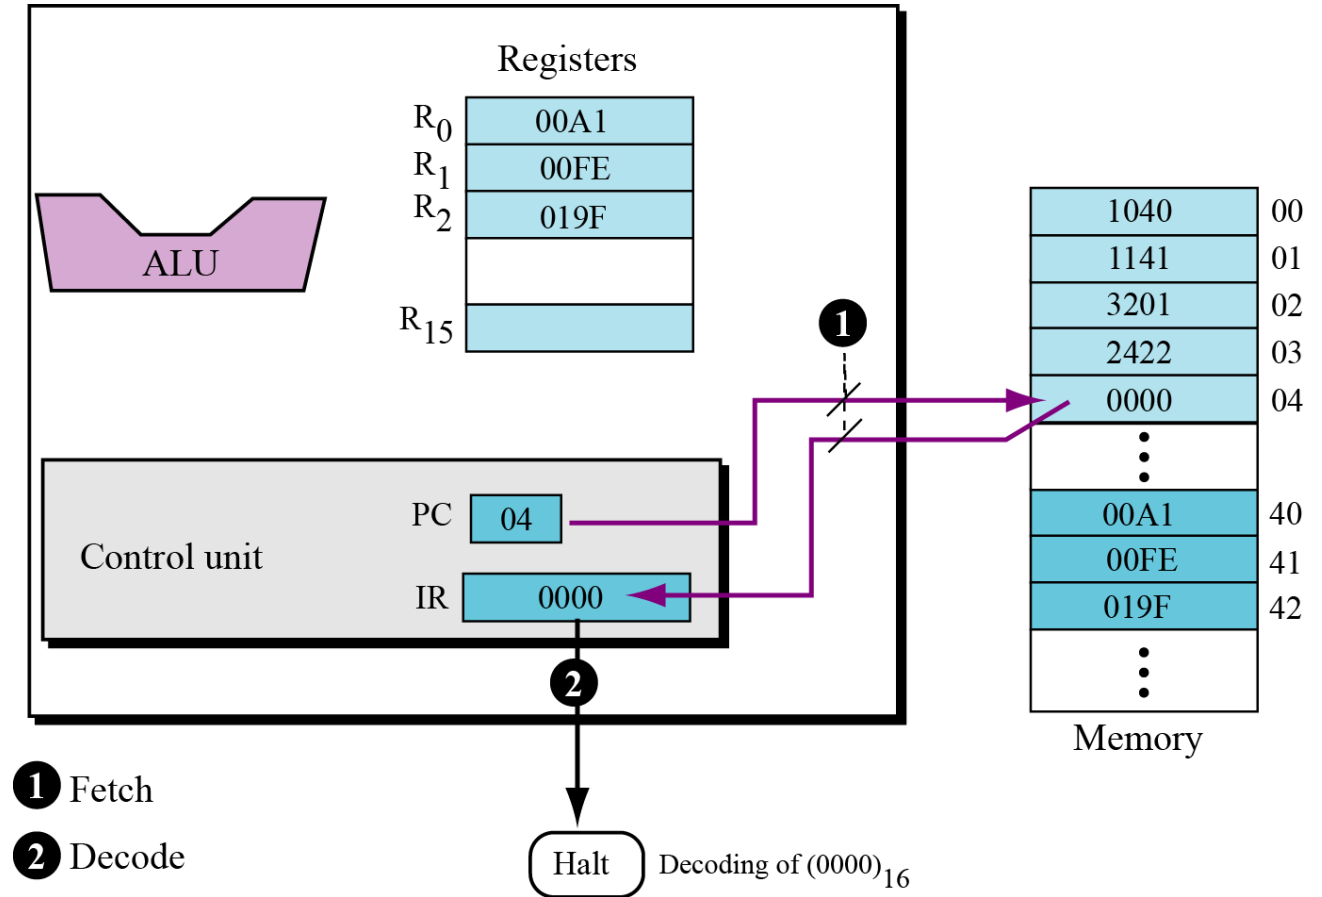 Registers
R0 00A1
R1 00FE
R2 019F
R15
ALU
1
1040 00
1141 01
3201 02
2422 03
0000 04
00A1 40
00FE 41
019F 42
Memory
Control unit
PC 04
IR 0000
2
1 Fetch
2 Decode
Halt Decoding of (0000)16